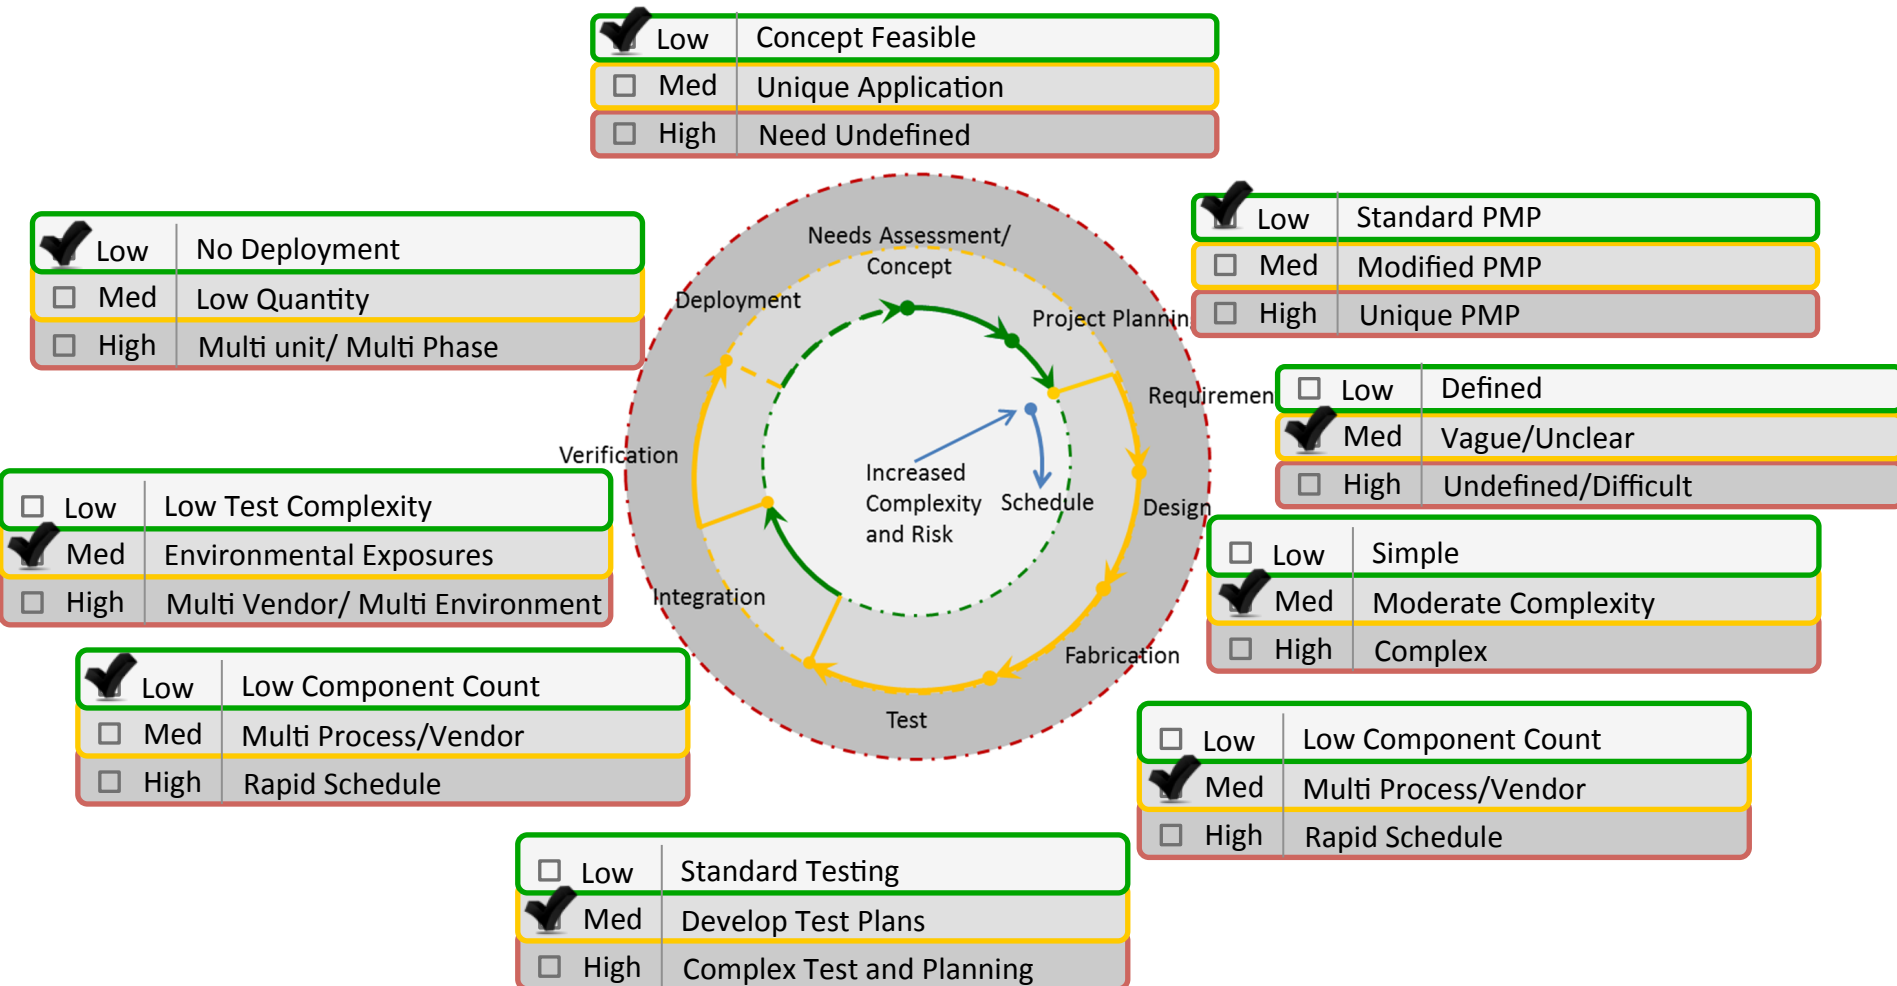 Low Concept Feasible
Med Unique Application
High Need Undefined
Low Standard PMP
Med Modified PMP
High Unique PMP
Low No Deployment
Med Low Quantity
High Multi unit/ Multi Phase
Needs Assessment/
Concept
Deployment
Project Plannin
Requiremen
Low Defined
Med Vague/Unclear
High Undefined/Difficult
Verification
Increased
Complexity
and Risk
Schedule
Design
Low Low Test Complexity
Med Environmental Exposures
High Multi Vendor/ Multi Environment
Low Simple
Med Moderate Complexity
High Complex
Integration
Fabrication
Test
Low Low Component Count
Med Multi Process/Vendor
High Rapid Schedule
Low Low Component Count
Med Multi Process/Vendor
High Rapid Schedule
Low Standard Testing
Med Develop Test Plans
High Complex Test and Planning